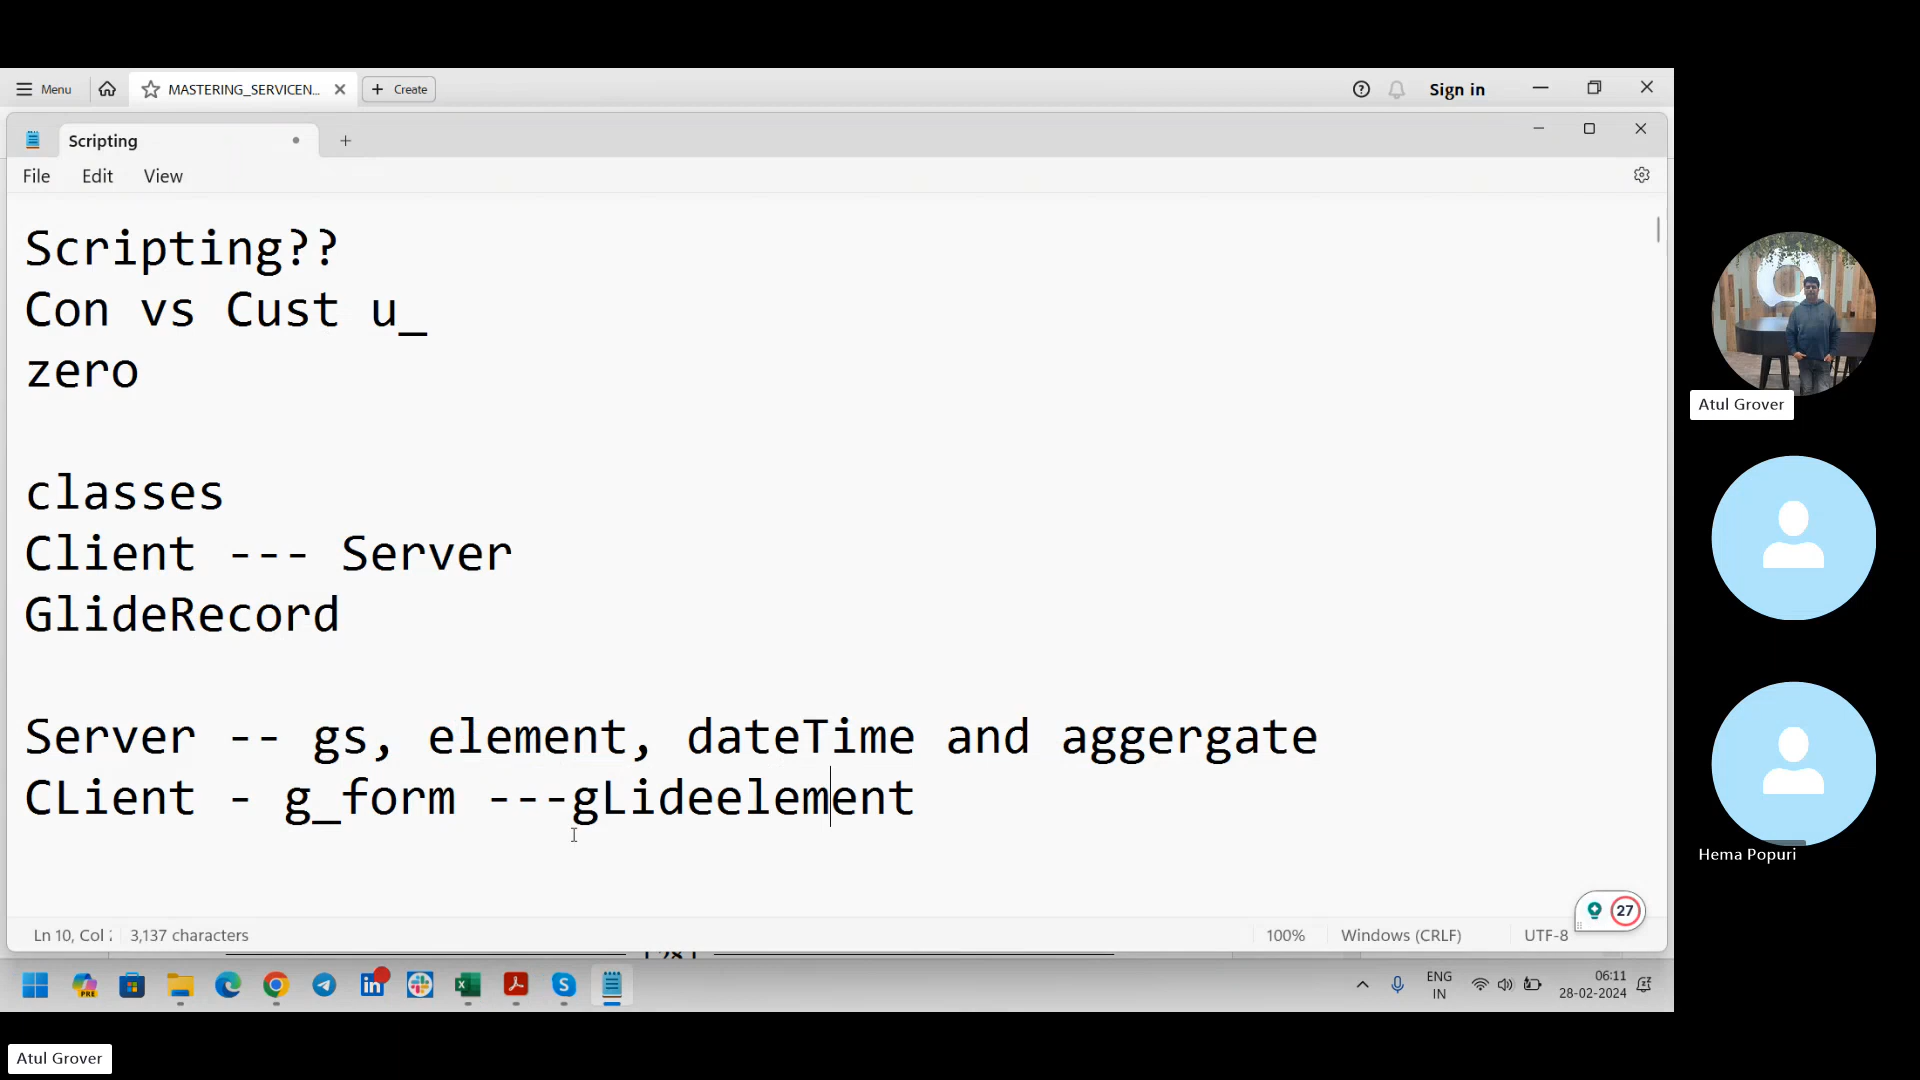 Menu
MASTERING_SERVICEN...
Create
Sign in
Scripting
File
Edit
View
Scripting??
Con vs Cust u_
zero
classes
Client --- Server
GlideRecord
Server -- gs, element, dateTime and aggergate
CLient - g_form ---gLideelement
27
Ln 10, Col
3,137 characters
100%
Windows (CRLF)
UTF-8
PRE
ENG
IN
06:11
28-02-2024
Atul Grover
Hema Popuri
Atul Grover